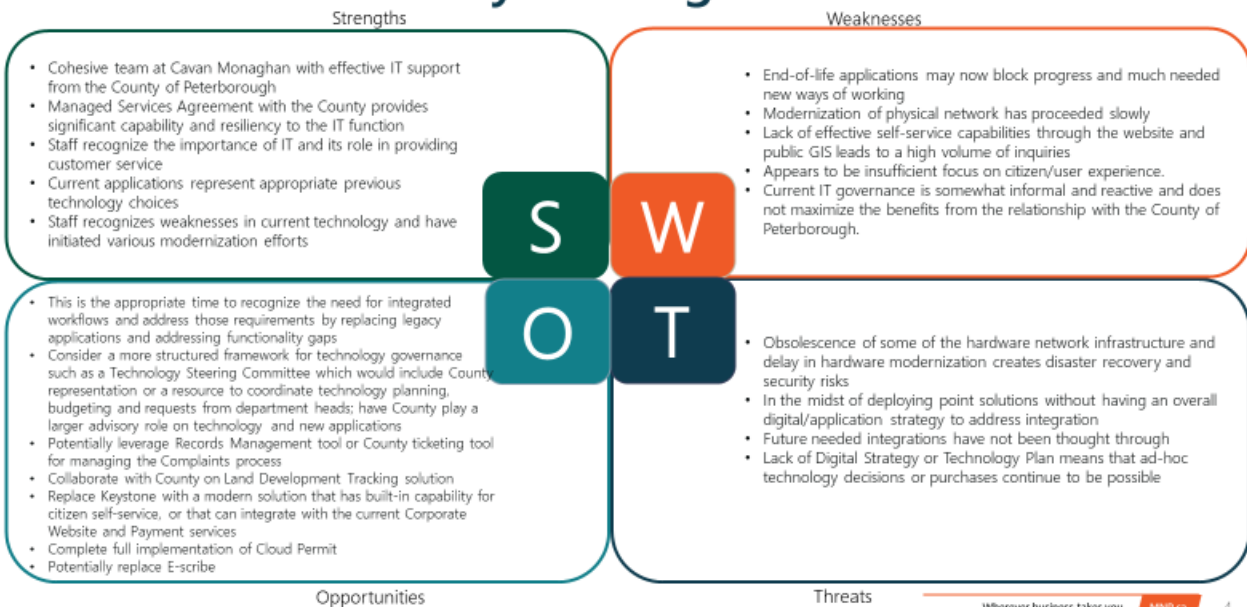 Strengths
• Cohesive team at Cavan Monaghan with effective IT support
from the County of Peterborough
• Managed Services Agreement with the County provides
significant capability and resiliency to the IT function
• Staff recognize the importance of IT and its role in providing
customer service
• Current applications represent appropriate previous
technology choices
• Staff recognizes weaknesses in current technology and have
initiated various modernization efforts
Weaknesses
• End-of-life applications may now block progress and much needed
new ways of working
• Modernization of physical network has proceeded slowly
• Lack of effective self-service capabilities through the website and
public GIS leads to a high volume of inquiries
• Appears to be insufficient focus on citizen/user experience.
• Current IT governance is somewhat informal and reactive and does
not maximize the benefits from the relationship with the County of
Peterborough.
S
W
O
T
• This is the appropriate time to recognize the need for integrated
workflows and address those requirements by replacing legacy
applications and addressing functionality gaps
• Consider a more structured framework for technology governance
such as a Technology Steering Committee which would include County
representation or a resource to coordinate technology planning,
budgeting and requests from department heads; have County play a
larger advisory role on technology and new applications
• Potentially leverage Records Management tool or County ticketing tool
for managing the Complaints process
• Collaborate with County on Land Development Tracking solution
• Replace Keystone with a modern solution that has built-in capability for
citizen self-service, or that can integrate with the current Corporate
Website and Payment services
• Complete full implementation of Cloud Permit
• Potentially replace E-scribe
Opportunities
• Obsolescence of some of the hardware network infrastructure and
delay in hardware modernization creates disaster recovery and
security risks
• In the midst of deploying point solutions without having an overall
digital/application strategy to address integration
• Future needed integrations have not been thought through
• Lack of Digital Strategy or Technology Plan means that ad-hoc
technology decisions or purchases continue to be possible
Threats
Wherever business takes you
4